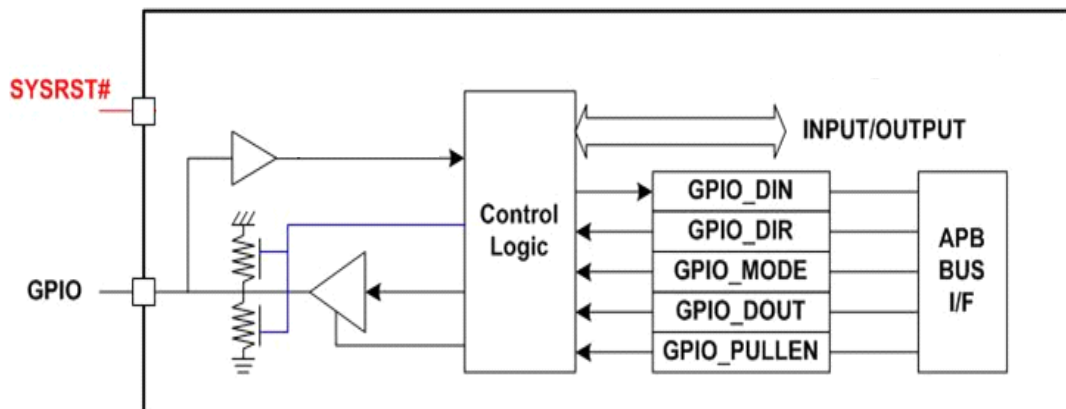 SYSRST#
INPUT/OUTPUT
GPIO_DIN
Control
Logic
GPIO_DIR
APB
BUS
I/F
GPIO_MODE
GPIO
GPIO_DOUT
GPIO_PULLEN